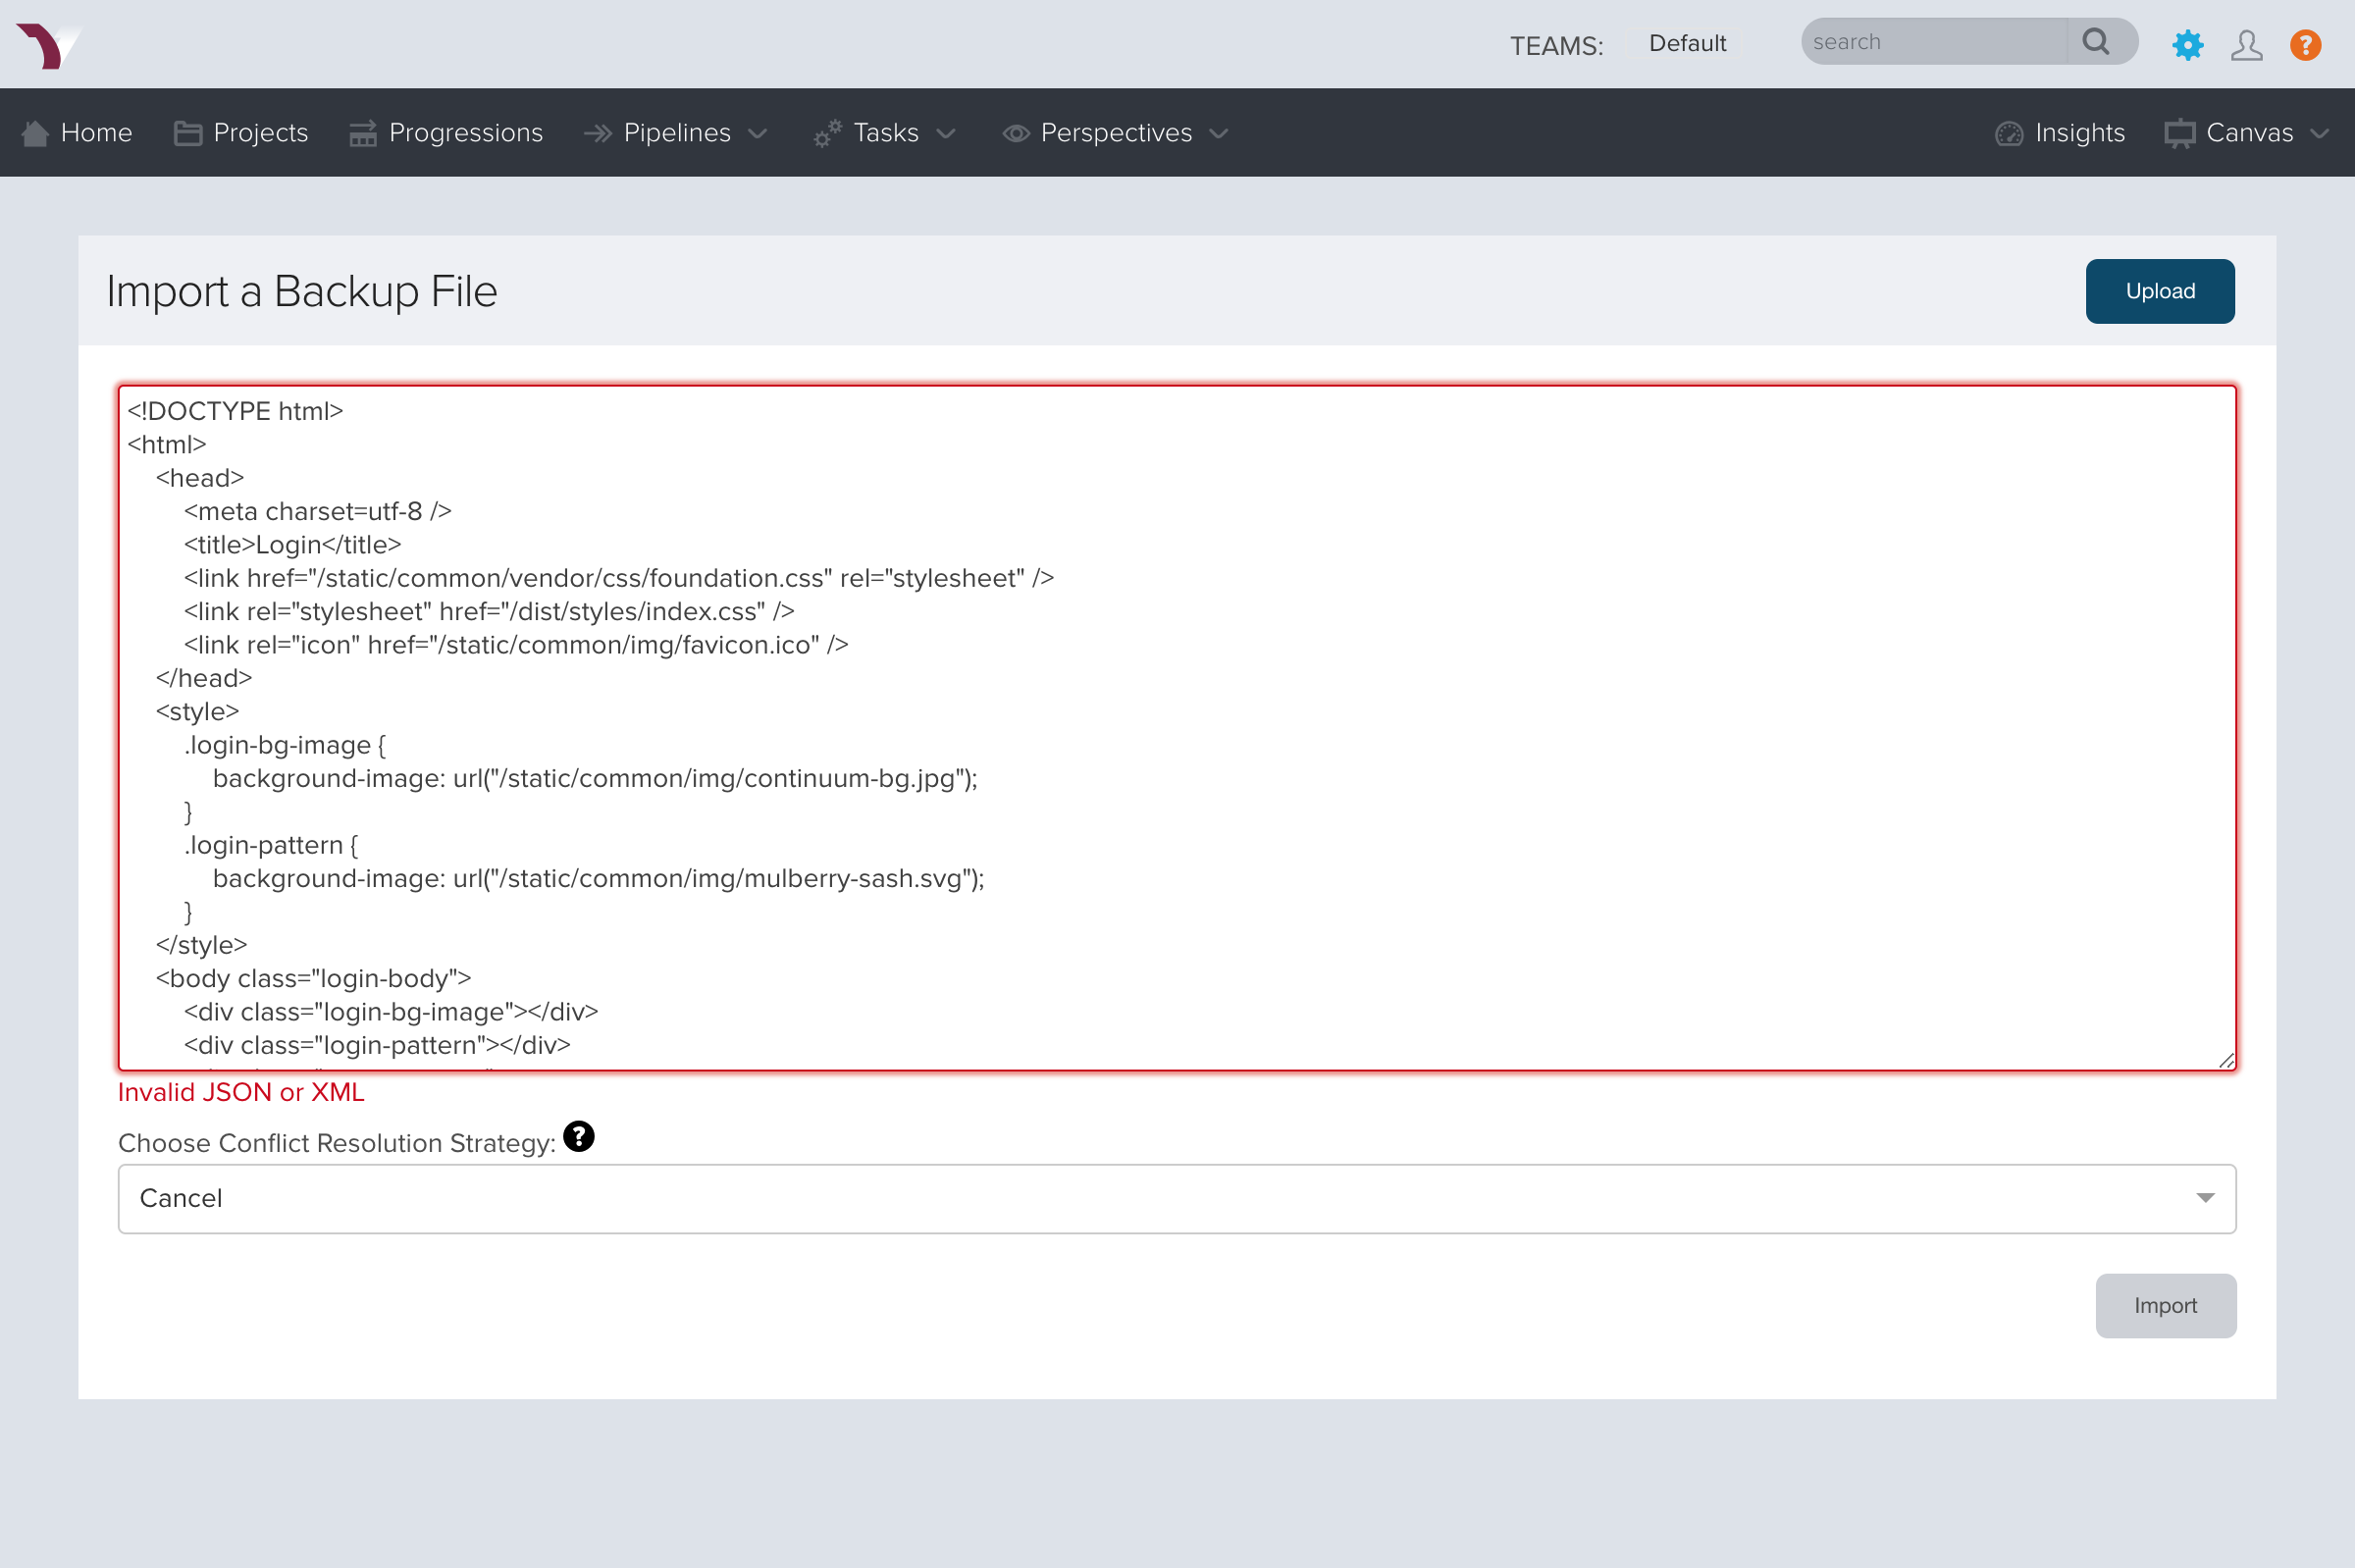 TEAMS: Default search ?
Home Projects Progressions Pipelines Tasks Perspectives Insights Canvas
Import a Backup File Upload
<!DOCTYPE html>
<html>
<head>
<meta charset=utf-8 />
<title>Login</title>
<link href="/static/common/vendor/css/foundation.css" rel="stylesheet" />
<link rel="stylesheet" href="/dist/styles/index.css" />
<link rel="icon" href="/static/common/img/favicon.ico" />
</head>
<style>
.login-bg-image {
background-image: url("/static/common/img/continuum-bg.jpg");
}
.login-pattern {
background-image: url("/static/common/img/mulberry-sash.svg");
}
</style>
<body class="login-body">
<div class="login-bg-image"></div>
<div class="login-pattern"></div>
Invalid JSON or XML
Choose Conflict Resolution Strategy: ?
Cancel
Import